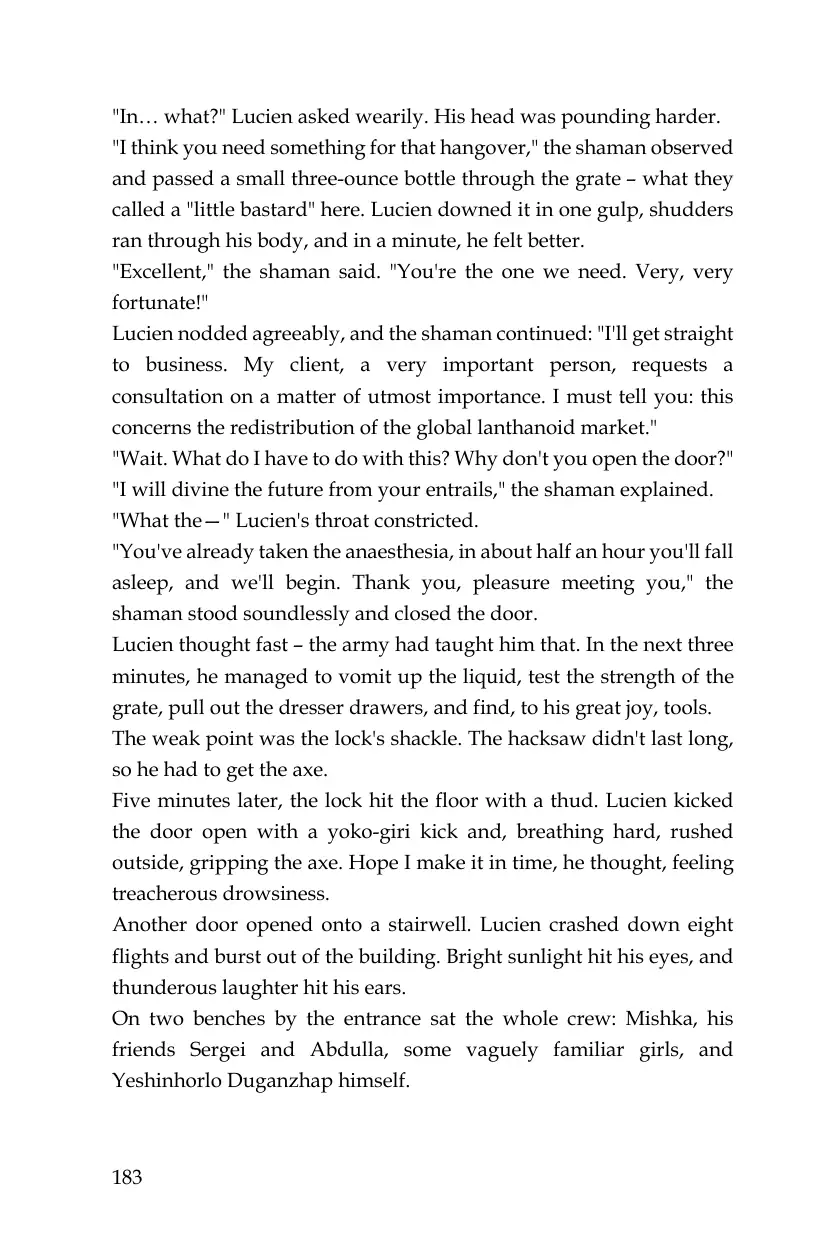 "In… what?" Lucien asked wearily. His head was pounding harder.
"I think you need something for that hangover," the shaman observed
and passed a small three-ounce bottle through the grate – what they
called a "little bastard" here. Lucien downed it in one gulp, shudders
ran through his body, and in a minute, he felt better.
"Excellent," the shaman said. "You're the one we need. Very, very
fortunate!"
Lucien nodded agreeably, and the shaman continued: "I'll get straight
to business. My client, a very important person, requests a
consultation on a matter of utmost importance. I must tell you: this
concerns the redistribution of the global lanthanoid market."
"Wait. What do I have to do with this? Why don't you open the door?"
"I will divine the future from your entrails," the shaman explained.
"What the—" Lucien's throat constricted.
"You've already taken the anaesthesia, in about half an hour you'll fall
asleep, and we'll begin. Thank you, pleasure meeting you," the
shaman stood soundlessly and closed the door.
Lucien thought fast – the army had taught him that. In the next three
minutes, he managed to vomit up the liquid, test the strength of the
grate, pull out the dresser drawers, and find, to his great joy, tools.
The weak point was the lock's shackle. The hacksaw didn't last long,
so he had to get the axe.
Five minutes later, the lock hit the floor with a thud. Lucien kicked
the door open with a yoko-giri kick and, breathing hard, rushed
outside, gripping the axe. Hope I make it in time, he thought, feeling
treacherous drowsiness.
Another door opened onto a stairwell. Lucien crashed down eight
flights and burst out of the building. Bright sunlight hit his eyes, and
thunderous laughter hit his ears.
On two benches by the entrance sat the whole crew: Mishka, his
friends Sergei and Abdulla, some vaguely familiar girls, and
Yeshinhorlo Duganzhap himself.
183